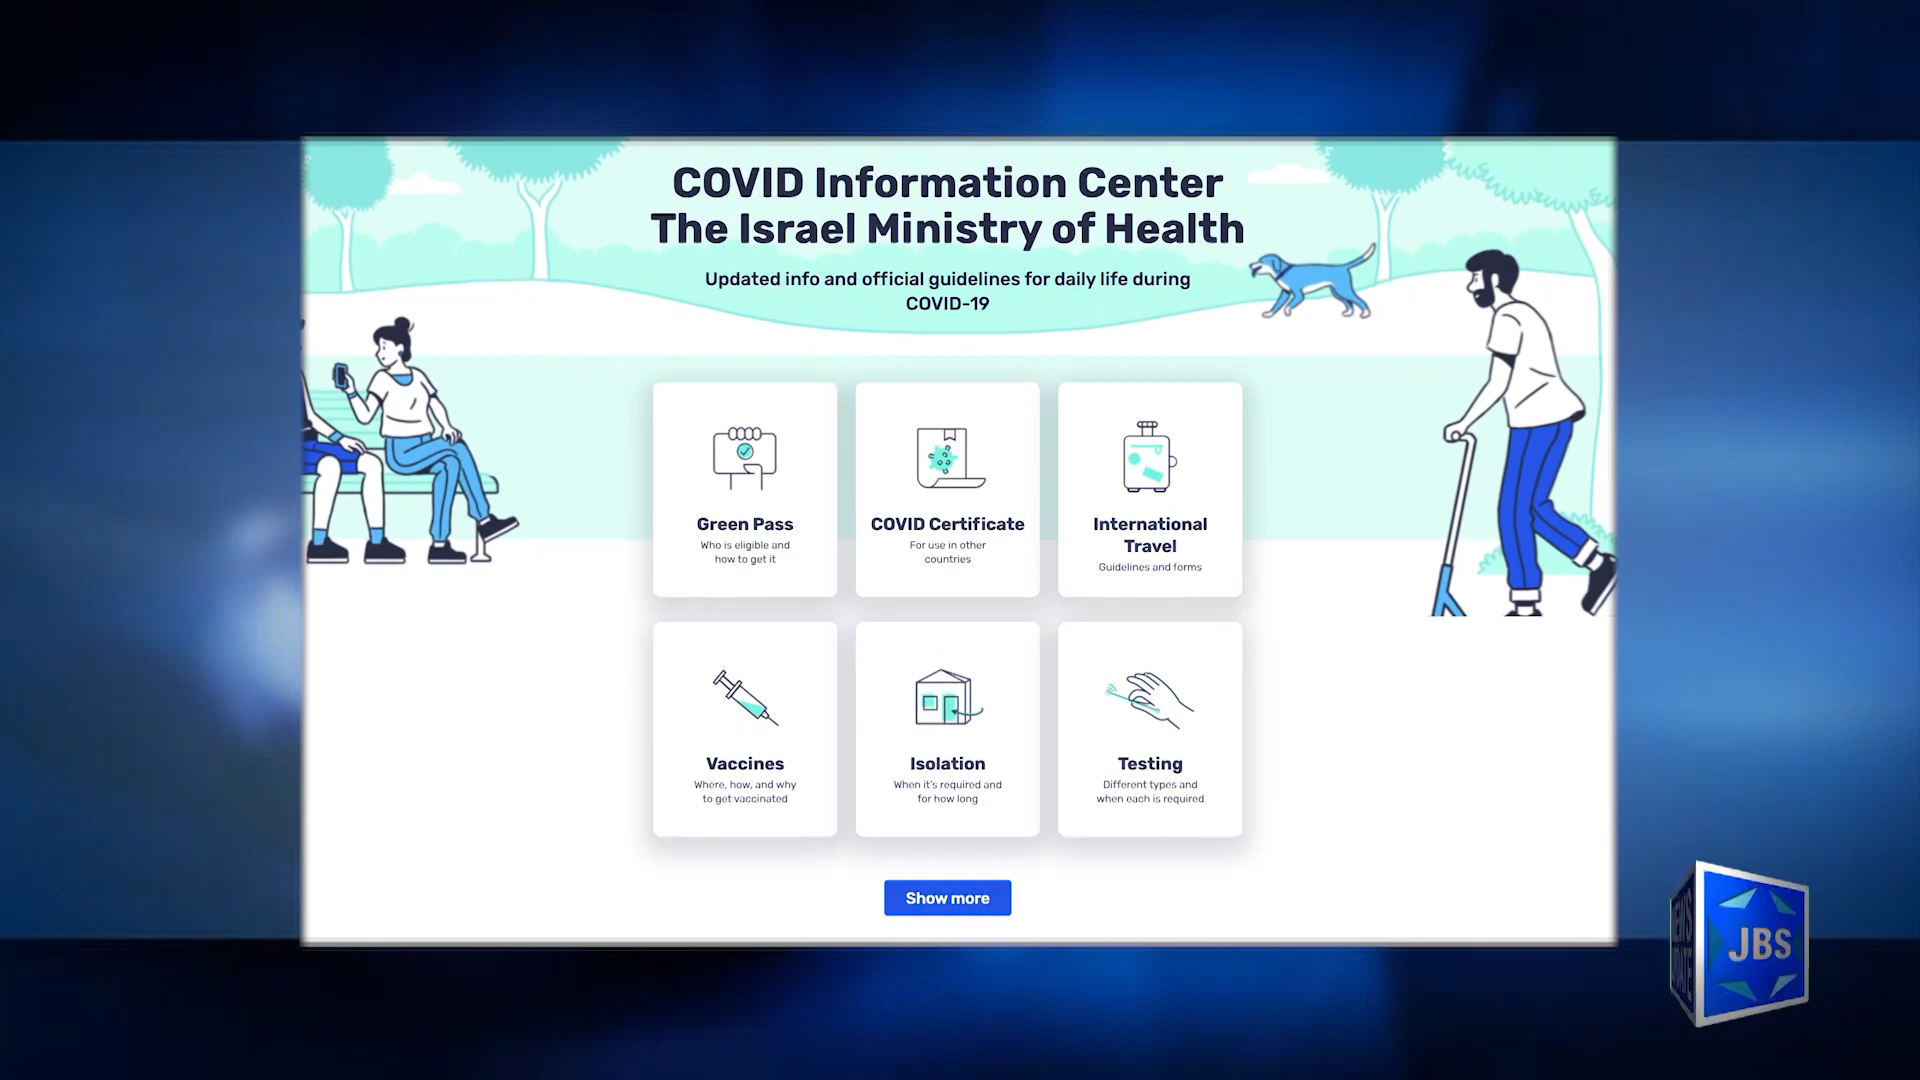 COVID Information Center
The Israel Ministry of Health
Updated info and official guidelines for daily life during
COVID-19
Green Pass
Who is eligible and
how to get it
COVID Certificate
For use in other
countries
International
Travel
Guidelines and forms
Vaccines
Where, how, and why
to get vaccinated
Isolation
When it's required and
for how long
Testing
Different types and
when each is required
Show more
JBS